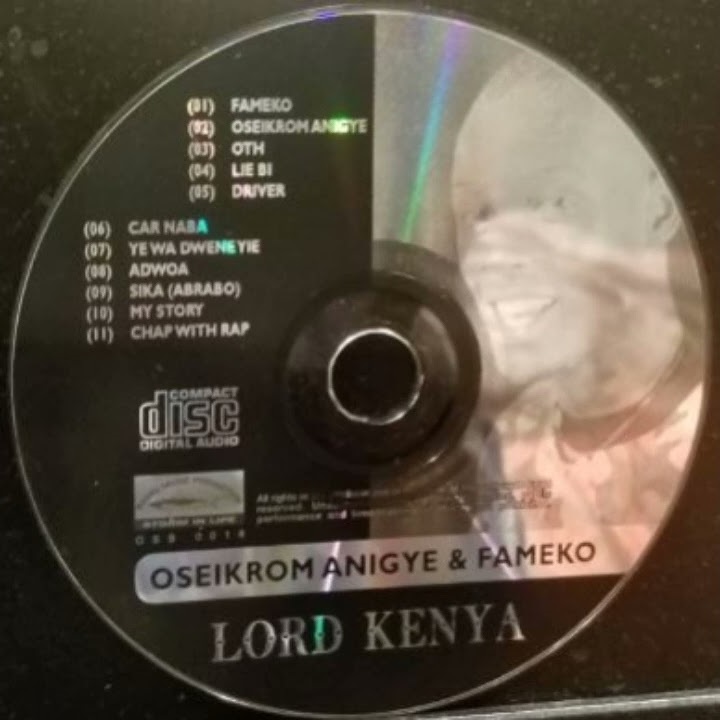 (01) FAMEKO
(02) OSEIKROM ANIGYE
(03) OTH
(04) LIE BI
(05) DRIVER
(06) CAR NABA
(07) YE WA DWENEYIE
(08) ADWOA
(09) SIKA (ABRABO)
(10) MY STORY
(11) CHAP WITH RAP
COMPACT
disc
DIGITAL AUDIO
All rights
reserved.
performance and
OSEIKROM ANIGYE & FAMEKO
LORD KENYA